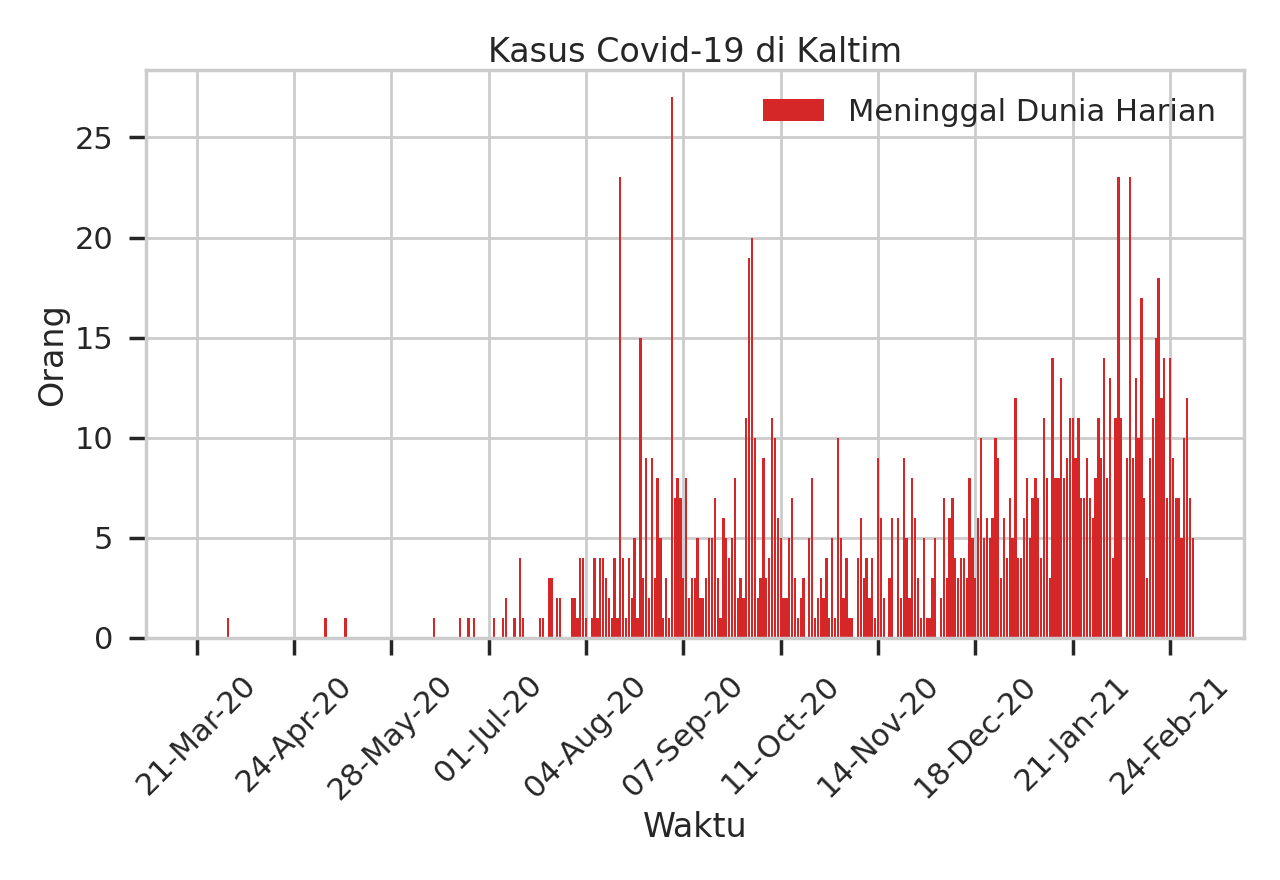 Kasus Covid-19 di Kaltim
Meninggal Dunia Harian
Orang
25
20
15
10
5
0
21-Mar-20
24-Apr-20
28-May-20
01-Jul-20
04-Aug-20
07-Sep-20
11-Oct-20
14-Nov-20
18-Dec-20
21-Jan-21
24-Feb-21
Waktu